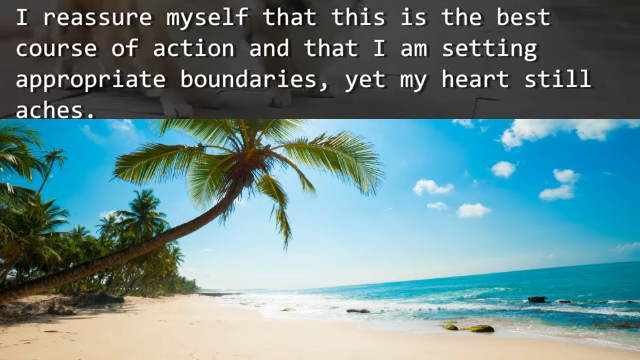 I reassure myself that this is the best
course of action and that I am setting
appropriate boundaries, yet my heart still
aches.